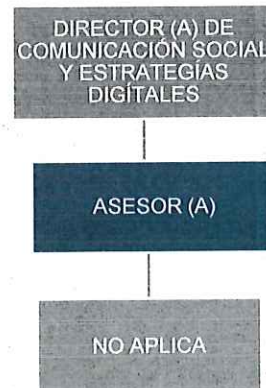 DIRECTOR (A) DE
COMUNICACIÓN SOCIAL
Y ESTRATEGÍAS
DIGÍTALES
ASESOR (A)
NO APLICA